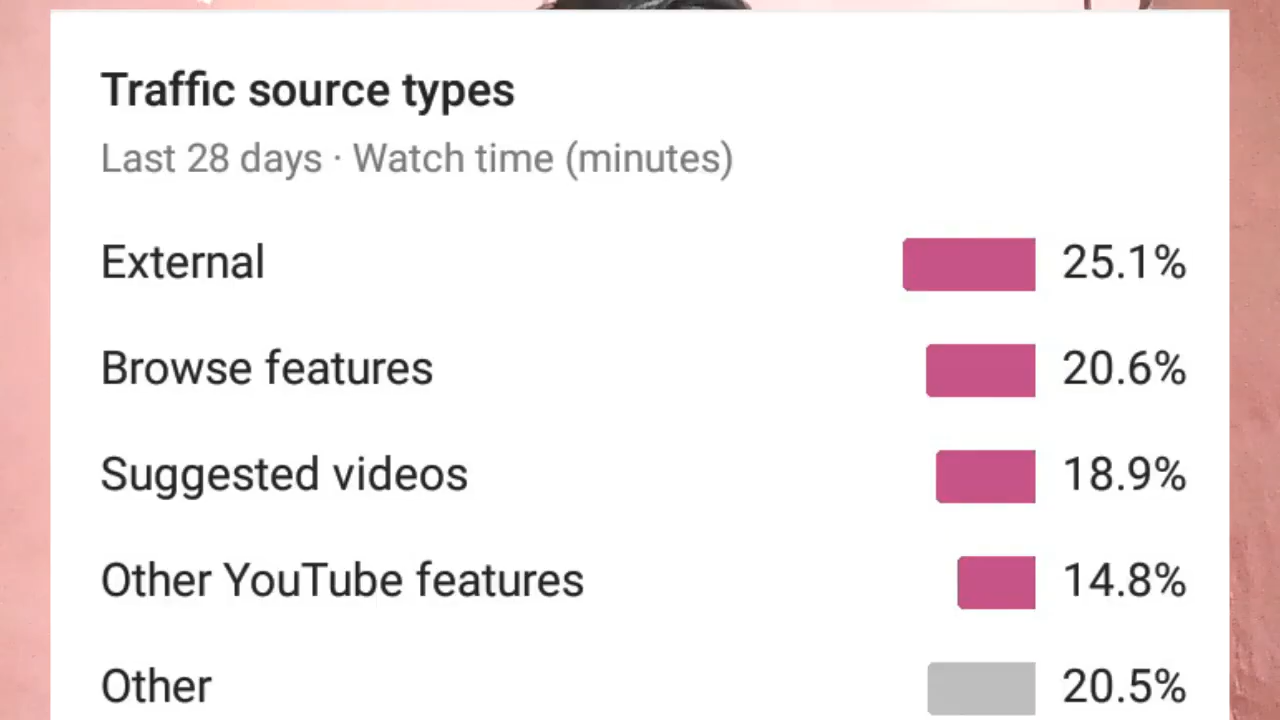 Traffic source types
Last 28 days · Watch time (minutes)
External 25.1%
Browse features 20.6%
Suggested videos 18.9%
Other YouTube features 14.8%
Other 20.5%